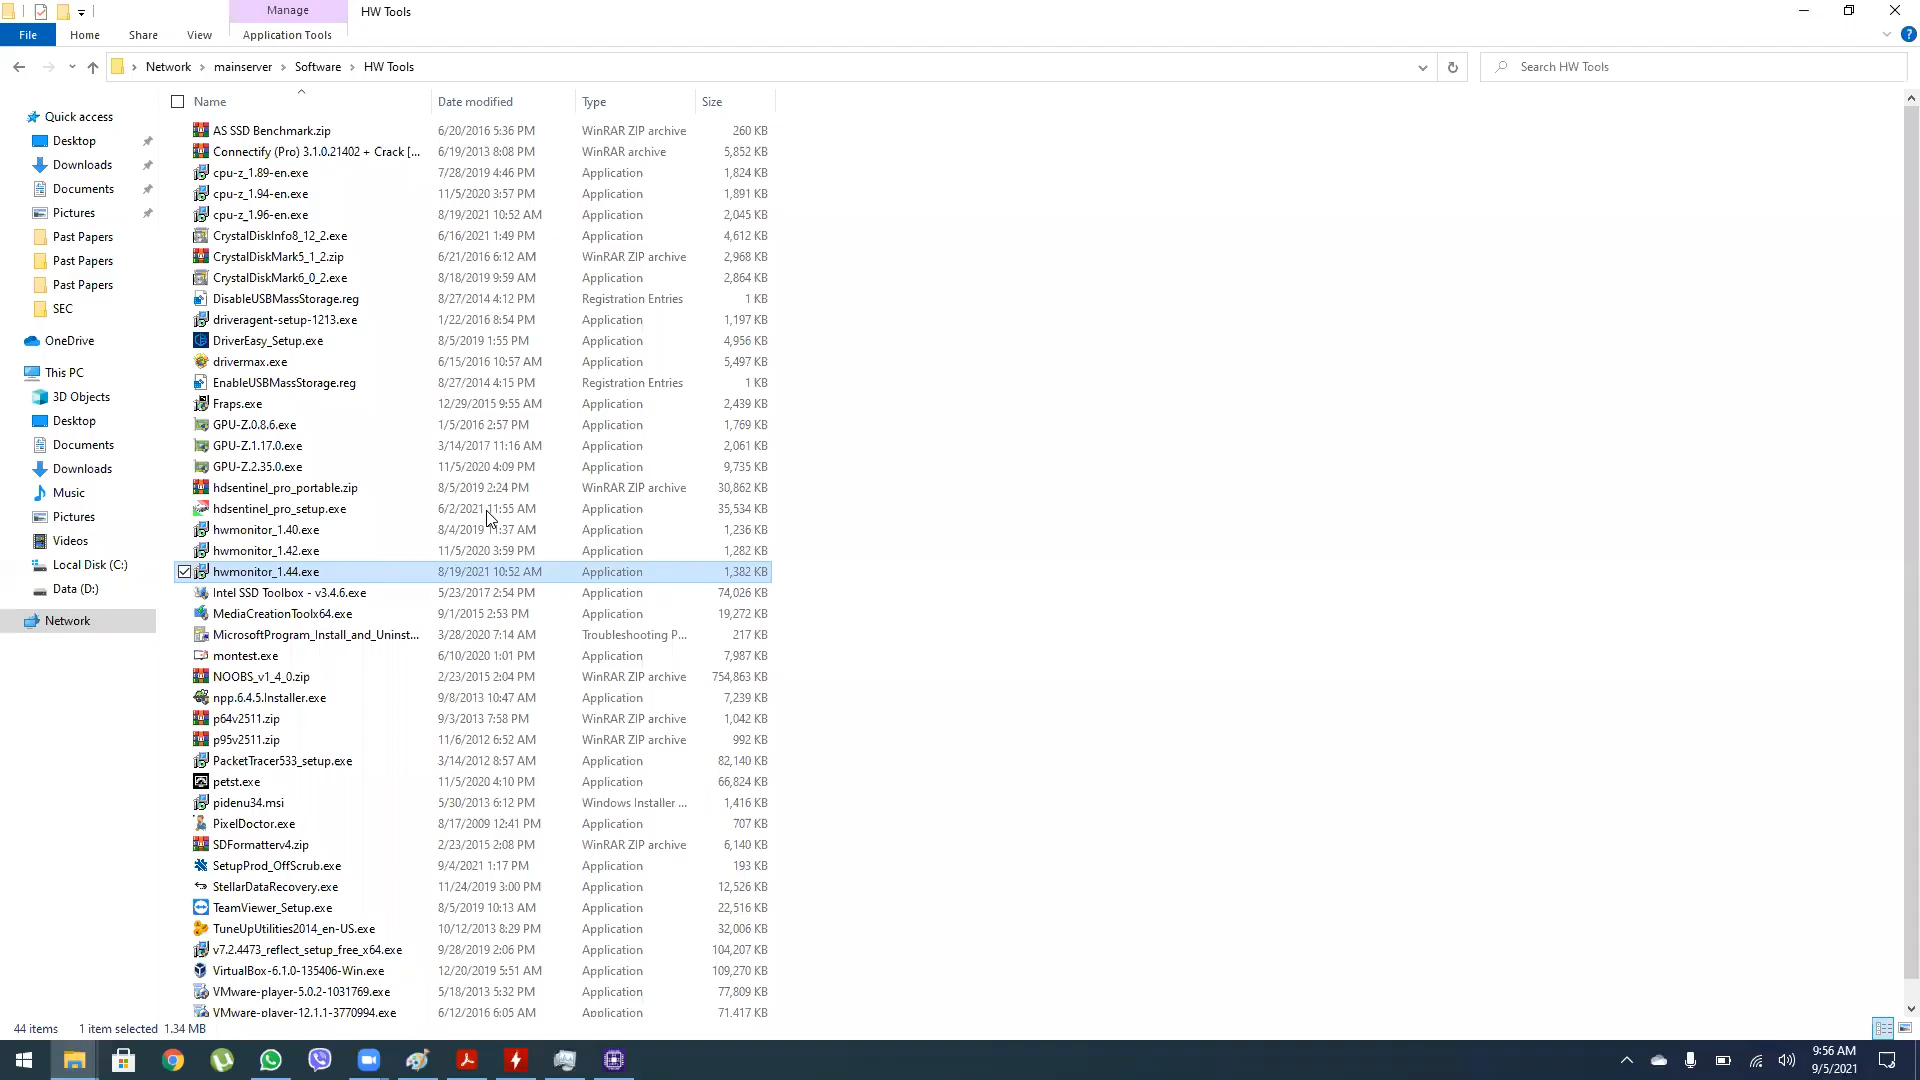 Manage
HW Tools
File
Home
Share
View
Application Tools
Network
mainserver
Software
HW Tools
Search HW Tools
Name
Date modified
Type
Size
Quick access
Desktop
Downloads
Documents
Pictures
Past Papers
Past Papers
Past Papers
SEC
OneDrive
This PC
3D Objects
Desktop
Documents
Downloads
Music
Pictures
Videos
Local Disk (C:)
Data (D:)
Network
AS SSD Benchmark.zip 6/20/2016 5:36 PM WinRAR ZIP archive 260 KB
Connectify (Pro) 3.1.0.21402 + Crack [... 6/19/2013 8:08 PM WinRAR archive 5,852 KB
cpu-z_1.89-en.exe 7/28/2019 4:46 PM Application 1,824 KB
cpu-z_1.94-en.exe 11/5/2020 3:57 PM Application 1,891 KB
cpu-z_1.96-en.exe 8/19/2021 10:52 AM Application 2,045 KB
CrystalDiskInfo8_12_2.exe 6/16/2021 1:49 PM Application 4,612 KB
CrystalDiskMark5_1_2.zip 6/21/2016 6:12 AM WinRAR ZIP archive 2,968 KB
CrystalDiskMark6_0_2.exe 8/18/2019 9:59 AM Application 2,864 KB
DisableUSBMassStorage.reg 8/27/2014 4:12 PM Registration Entries 1 KB
driveragent-setup-1213.exe 1/22/2016 8:54 PM Application 1,197 KB
DriverEasy_Setup.exe 8/5/2019 1:55 PM Application 4,956 KB
drivermax.exe 6/15/2016 10:57 AM Application 5,497 KB
EnableUSBMassStorage.reg 8/27/2014 4:15 PM Registration Entries 1 KB
Fraps.exe 12/29/2015 9:55 AM Application 2,439 KB
GPU-Z.0.8.6.exe 1/5/2016 2:57 PM Application 1,769 KB
GPU-Z.1.17.0.exe 3/14/2017 11:16 AM Application 2,061 KB
GPU-Z.2.35.0.exe 11/5/2020 4:09 PM Application 9,735 KB
hdsentinel_pro_portable.zip 8/5/2019 2:24 PM WinRAR ZIP archive 30,862 KB
hdsentinel_pro_setup.exe 6/2/2021 11:55 AM Application 35,534 KB
hwmonitor_1.40.exe 8/4/2019 11:37 AM Application 1,236 KB
hwmonitor_1.42.exe 11/5/2020 3:59 PM Application 1,282 KB
hwmonitor_1.44.exe 8/19/2021 10:52 AM Application 1,382 KB
Intel SSD Toolbox - v3.4.6.exe 5/23/2017 2:54 PM Application 74,026 KB
MediaCreationToolx64.exe 9/1/2015 2:53 PM Application 19,272 KB
MicrosoftProgram_Install_and_Uninst... 3/28/2020 7:14 AM Troubleshooting P... 217 KB
montest.exe 6/10/2020 1:01 PM Application 7,987 KB
NOOBS_v1_4_0.zip 2/23/2015 2:04 PM WinRAR ZIP archive 754,863 KB
npp.6.4.5.Installer.exe 9/8/2013 10:47 AM Application 7,239 KB
p64v2511.zip 9/3/2013 7:58 PM WinRAR ZIP archive 1,042 KB
p95v2511.zip 11/6/2012 6:52 AM WinRAR ZIP archive 992 KB
PacketTracer533_setup.exe 3/14/2012 8:57 AM Application 82,140 KB
petst.exe 11/5/2020 4:10 PM Application 66,824 KB
pidenu34.msi 5/30/2013 6:12 PM Windows Installer ... 1,416 KB
PixelDoctor.exe 8/17/2009 12:41 PM Application 707 KB
SDFormatterv4.zip 2/23/2015 2:08 PM WinRAR ZIP archive 6,140 KB
SetupProd_OffScrub.exe 9/4/2021 1:17 PM Application 193 KB
StellarDataRecovery.exe 11/24/2019 3:00 PM Application 12,526 KB
TeamViewer_Setup.exe 8/5/2019 10:13 AM Application 22,516 KB
TuneUpUtilities2014_en-US.exe 10/12/2013 8:29 PM Application 32,006 KB
v7.2.4473_reflect_setup_free_x64.exe 9/28/2019 2:06 PM Application 104,207 KB
VirtualBox-6.1.0-135406-Win.exe 12/20/2019 5:51 AM Application 109,270 KB
VMware-player-5.0.2-1031769.exe 5/18/2013 5:32 PM Application 77,809 KB
VMware-player-12.1.1-3770994.exe 6/12/2016 6:05 AM Application 71,417 KB
44 items 1 item selected 1.34 MB
9:56 AM
9/5/2021